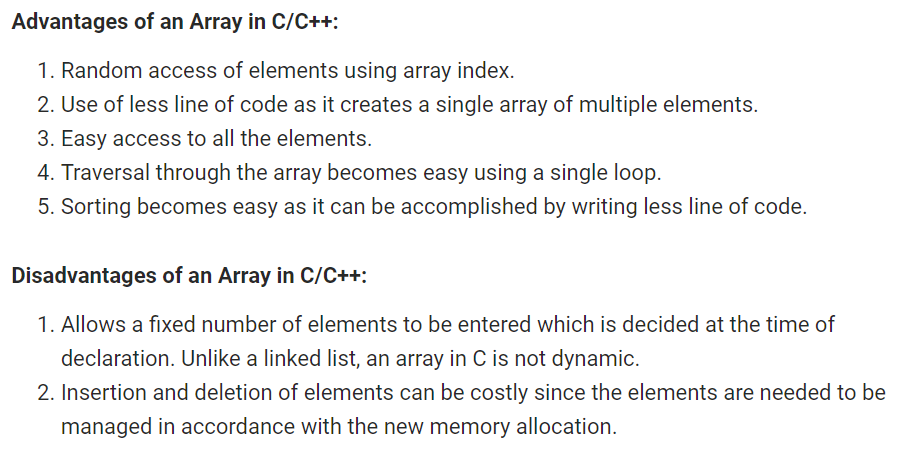 Advantages of an Array in C/C++:
1. Random access of elements using array index.
2. Use of less line of code as it creates a single array of multiple elements.
3. Easy access to all the elements.
4. Traversal through the array becomes easy using a single loop.
5. Sorting becomes easy as it can be accomplished by writing less line of code.
Disadvantages of an Array in C/C++:
1. Allows a fixed number of elements to be entered which is decided at the time of
declaration. Unlike a linked list, an array in C is not dynamic.
2. Insertion and deletion of elements can be costly since the elements are needed to be
managed in accordance with the new memory allocation.